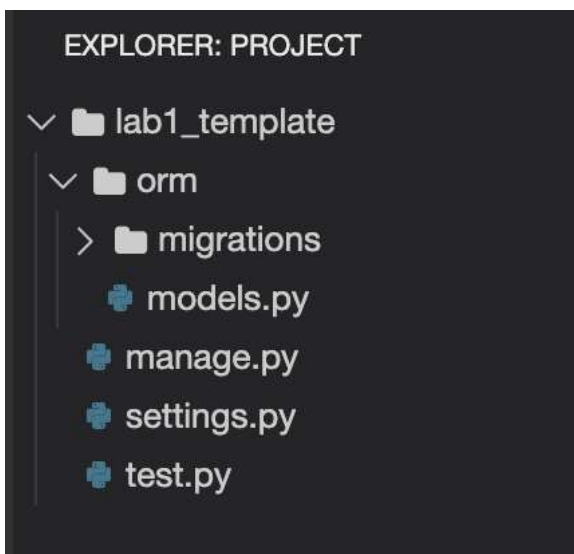 EXPLORER: PROJECT
lab1_template
orm
migrations
models.py
manage.py
settings.py
test.py